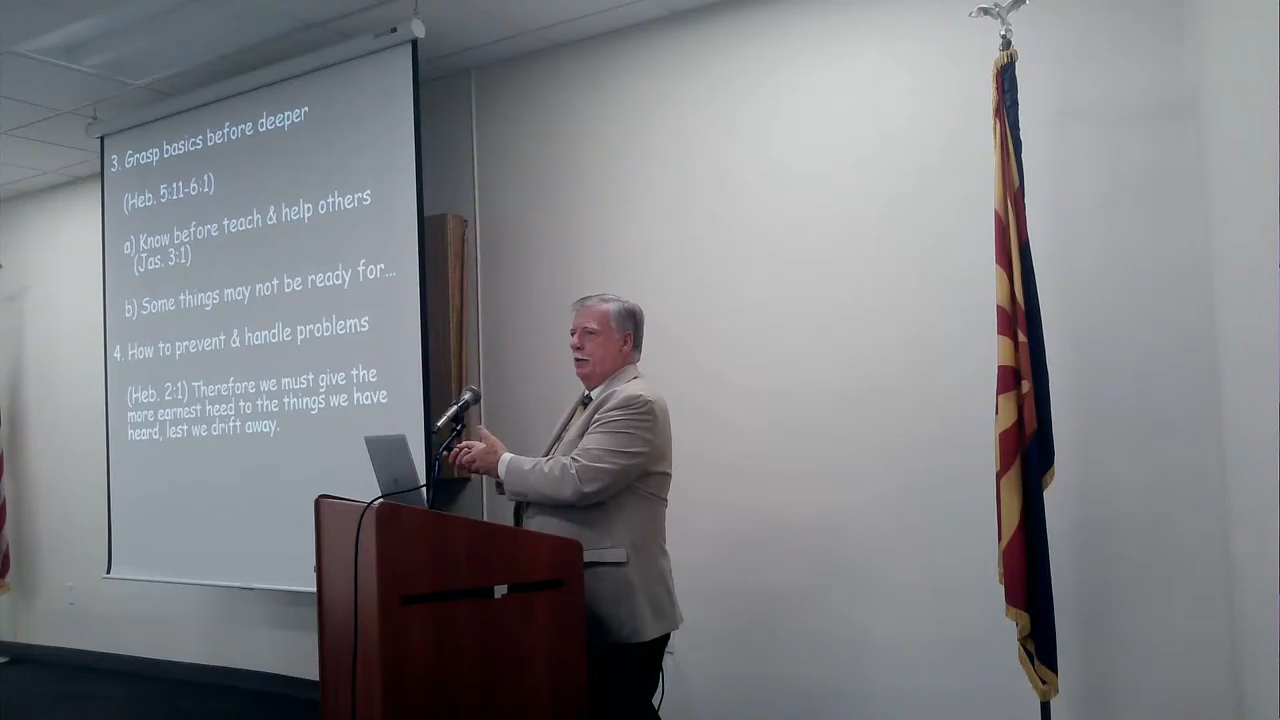 3. Grasp basics before deeper
(Heb. 5:11-6:1)
a) Know before teach & help others
(Jas. 3:1)
b) Some things may not be ready for...
4. How to prevent & handle problems
(Heb. 2:1) Therefore we must give the
more earnest heed to the things we have
heard, lest we drift away.